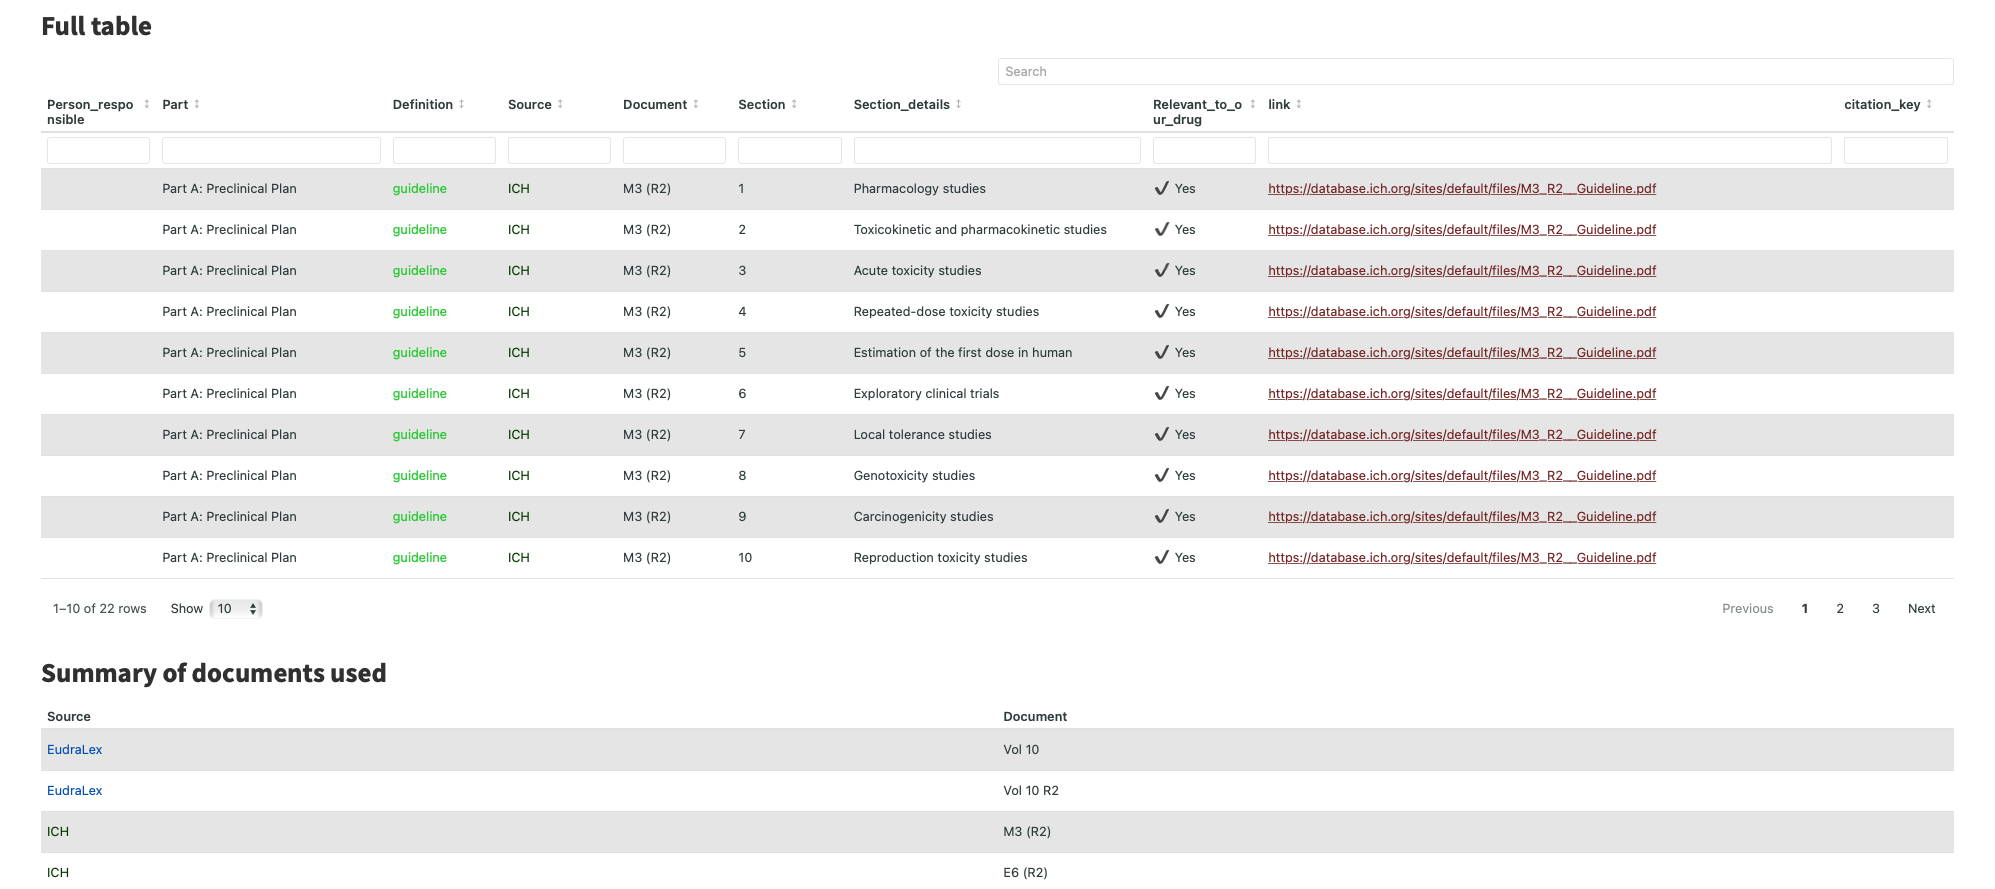 Full table
Search
Person_respo
nsible
Part
Definition
Source
Document
Section
Section_details
Relevant_to_o
ur_drug
link
citation_key
Part A: Preclinical Plan guideline ICH M3 (R2) 1 Pharmacology studies ✔ Yes https://database.ich.org/sites/default/files/M3_R2__Guideline.pdf
Part A: Preclinical Plan guideline ICH M3 (R2) 2 Toxicokinetic and pharmacokinetic studies ✔ Yes https://database.ich.org/sites/default/files/M3_R2__Guideline.pdf
Part A: Preclinical Plan guideline ICH M3 (R2) 3 Acute toxicity studies ✔ Yes https://database.ich.org/sites/default/files/M3_R2__Guideline.pdf
Part A: Preclinical Plan guideline ICH M3 (R2) 4 Repeated-dose toxicity studies ✔ Yes https://database.ich.org/sites/default/files/M3_R2__Guideline.pdf
Part A: Preclinical Plan guideline ICH M3 (R2) 5 Estimation of the first dose in human ✔ Yes https://database.ich.org/sites/default/files/M3_R2__Guideline.pdf
Part A: Preclinical Plan guideline ICH M3 (R2) 6 Exploratory clinical trials ✔ Yes https://database.ich.org/sites/default/files/M3_R2__Guideline.pdf
Part A: Preclinical Plan guideline ICH M3 (R2) 7 Local tolerance studies ✔ Yes https://database.ich.org/sites/default/files/M3_R2__Guideline.pdf
Part A: Preclinical Plan guideline ICH M3 (R2) 8 Genotoxicity studies ✔ Yes https://database.ich.org/sites/default/files/M3_R2__Guideline.pdf
Part A: Preclinical Plan guideline ICH M3 (R2) 9 Carcinogenicity studies ✔ Yes https://database.ich.org/sites/default/files/M3_R2__Guideline.pdf
Part A: Preclinical Plan guideline ICH M3 (R2) 10 Reproduction toxicity studies ✔ Yes https://database.ich.org/sites/default/files/M3_R2__Guideline.pdf
1–10 of 22 rows Show 10 Previous 1 2 3 Next
Summary of documents used
Source Document
EudraLex Vol 10
EudraLex Vol 10 R2
ICH M3 (R2)
ICH E6 (R2)